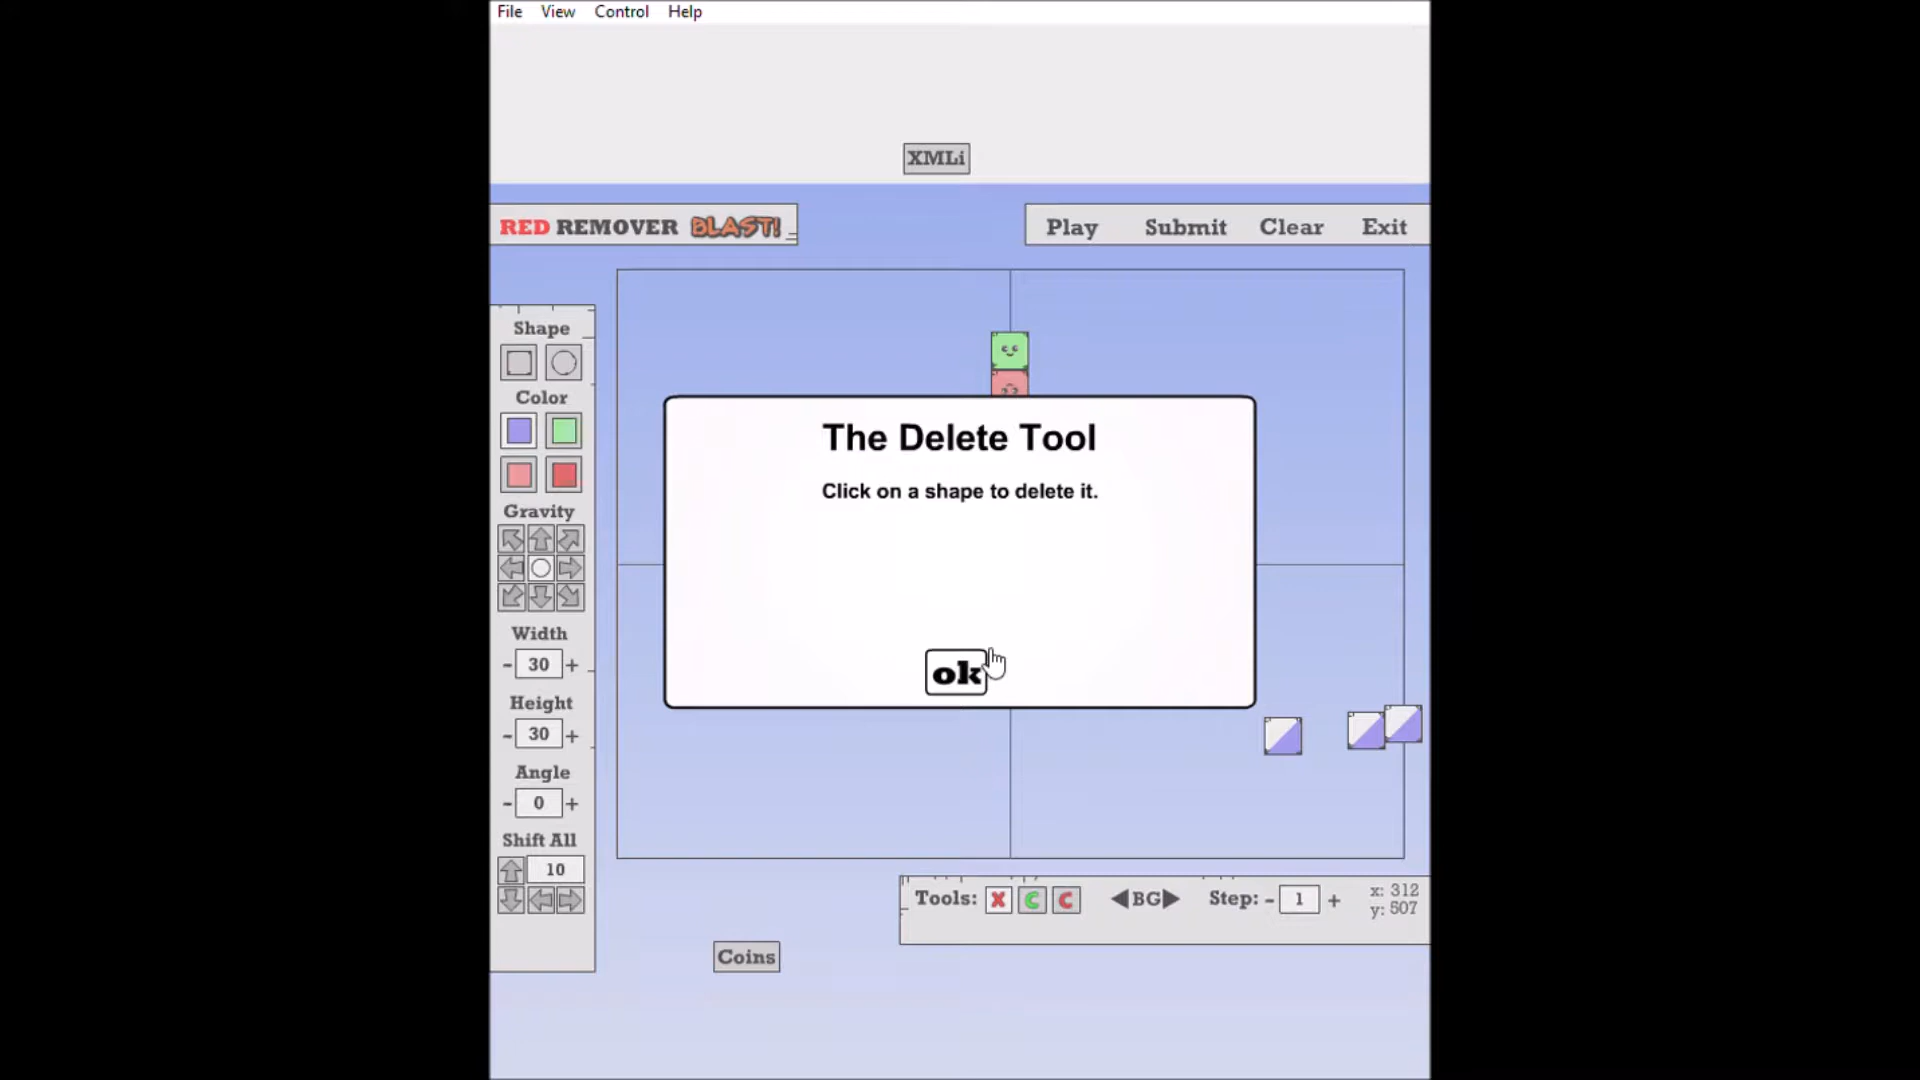 File View Control Help
XMLi
RED REMOVER BLAST!
Play Submit Clear Exit
Shape
Color
Gravity
Width
- 30 +
Height
- 30 +
Angle
- 0 +
Shift All
10
The Delete Tool
Click on a shape to delete it.
ok
Tools: X C C BG Step: - 1 + x: 312
y: 507
Coins